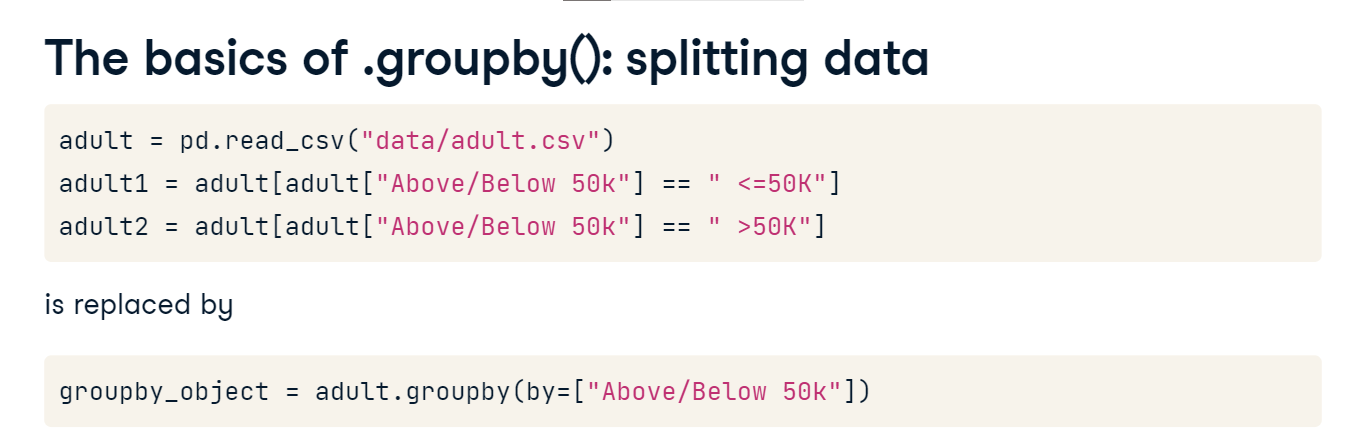 The basics of .groupby(): splitting data
adult = pd.read_csv("data/adult.csv")
adult1 = adult[adult["Above/Below 50k"] == " <=50K"]
adult2 = adult[adult["Above/Below 50k"] == " >50K"]
is replaced by
groupby_object = adult.groupby(by=["Above/Below 50k"])